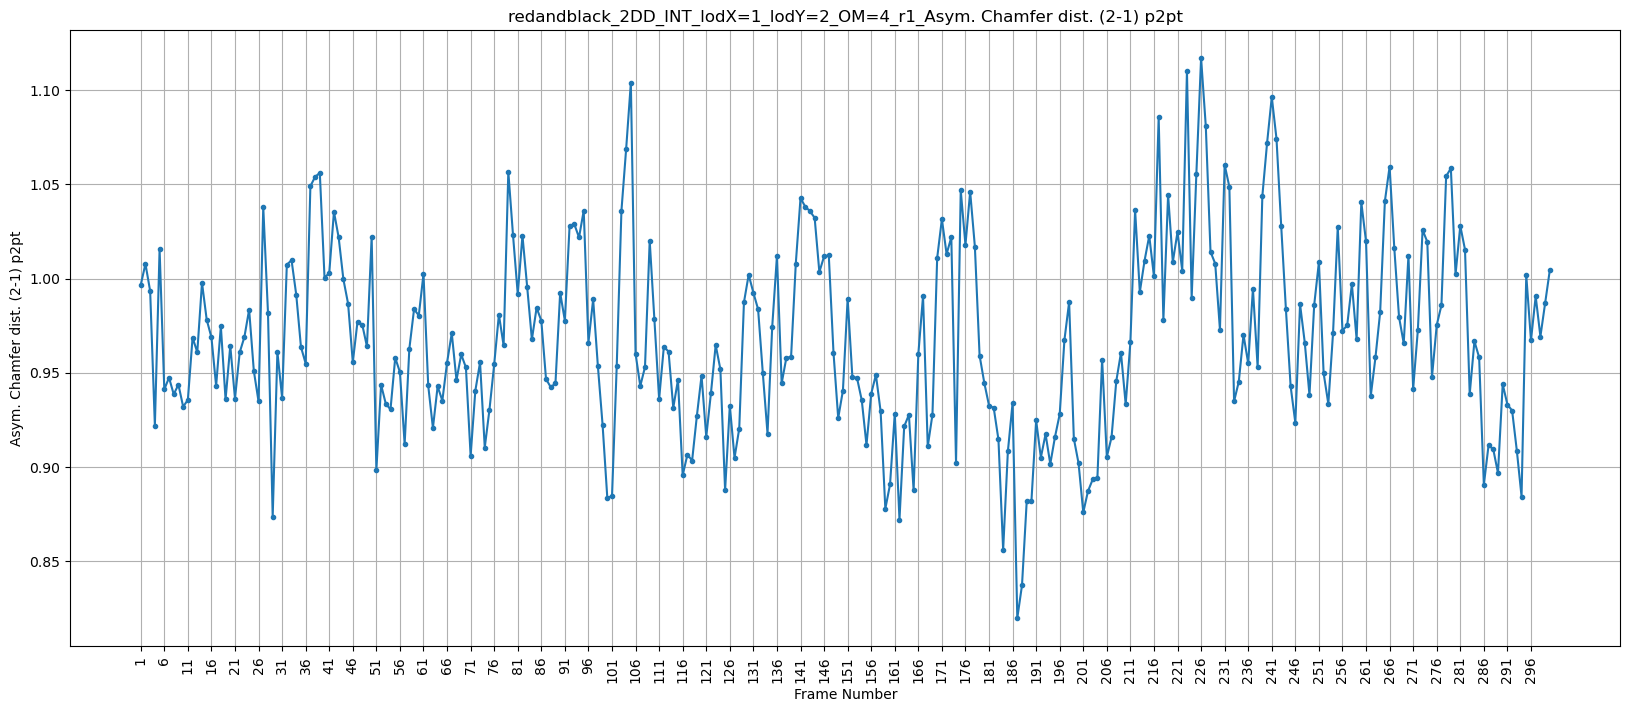 redandblack_2DD_INT_lodX=1_lodY=2_OM=4_r1_Asym. Chamfer dist. (2-1) p2pt
Asym. Chamfer dist. (2-1) p2pt
1.10
1.05
1.00
0.95
0.90
0.85
1 6 11 16 21 26 31 36 41 46 51 56 61 66 71 76 81 86 91 96 101 106 111 116 121 126 131 136 141 146 151 156 161 166 171 176 181 186 191 196 201 206 211 216 221 226 231 236 241 246 251 256 261 266 271 276 281 286 291 296
Frame Number